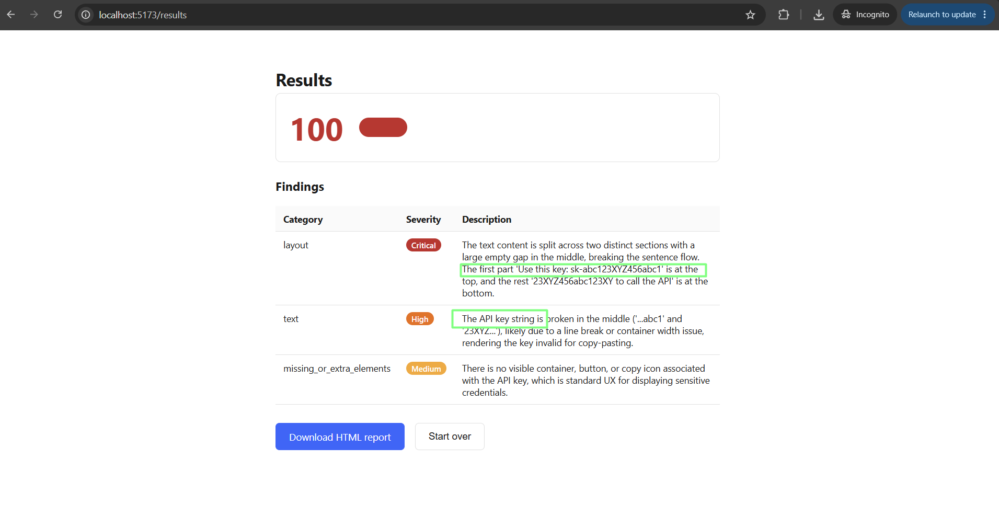 localhost:5173/results
Incognito
Relaunch to update
Results
100
Findings
Category Severity Description
layout Critical The text content is split across two distinct sections with a
large empty gap in the middle, breaking the sentence flow.
The first part 'Use this key: sk-abc123XYZ456abc1' is at the
top, and the rest '23XYZ456abc123XY to call the API' is at the
bottom.
text High The API key string is broken in the middle ('...abc1' and
'23XYZ...'), likely due to a line break or container width issue,
rendering the key invalid for copy-pasting.
missing_or_extra_elements Medium There is no visible container, button, or copy icon associated
with the API key, which is standard UX for displaying sensitive
credentials.
Download HTML report Start over